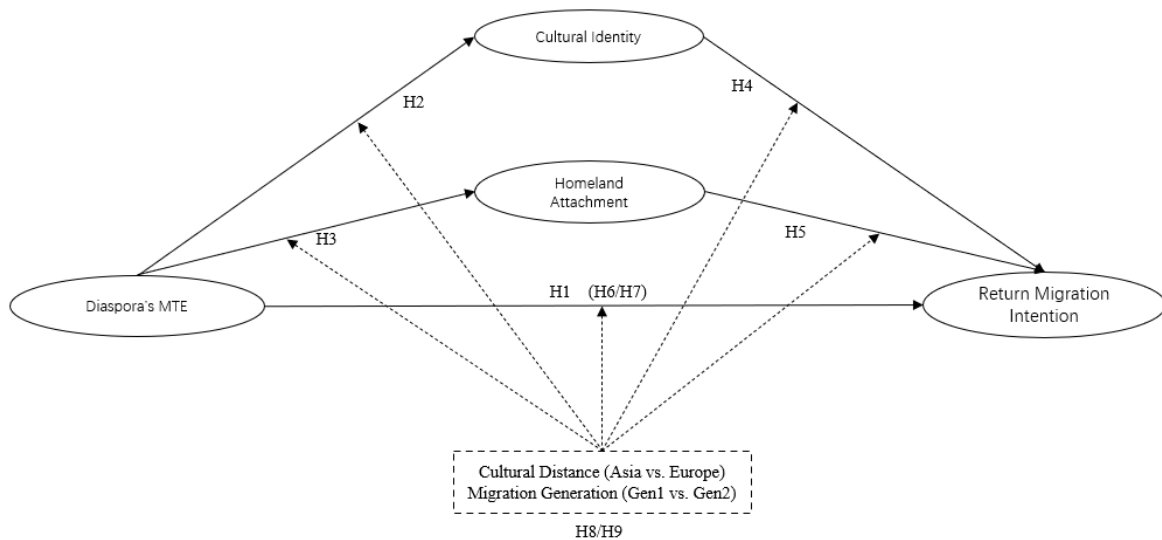 Cultural Identity
H2
H4
Homeland
Attachment
H3
H5
Diaspora's MTE
H1 (H6/H7)
Return Migration
Intention
Cultural Distance (Asia vs. Europe)
Migration Generation (Gen1 vs. Gen2)
H8/H9